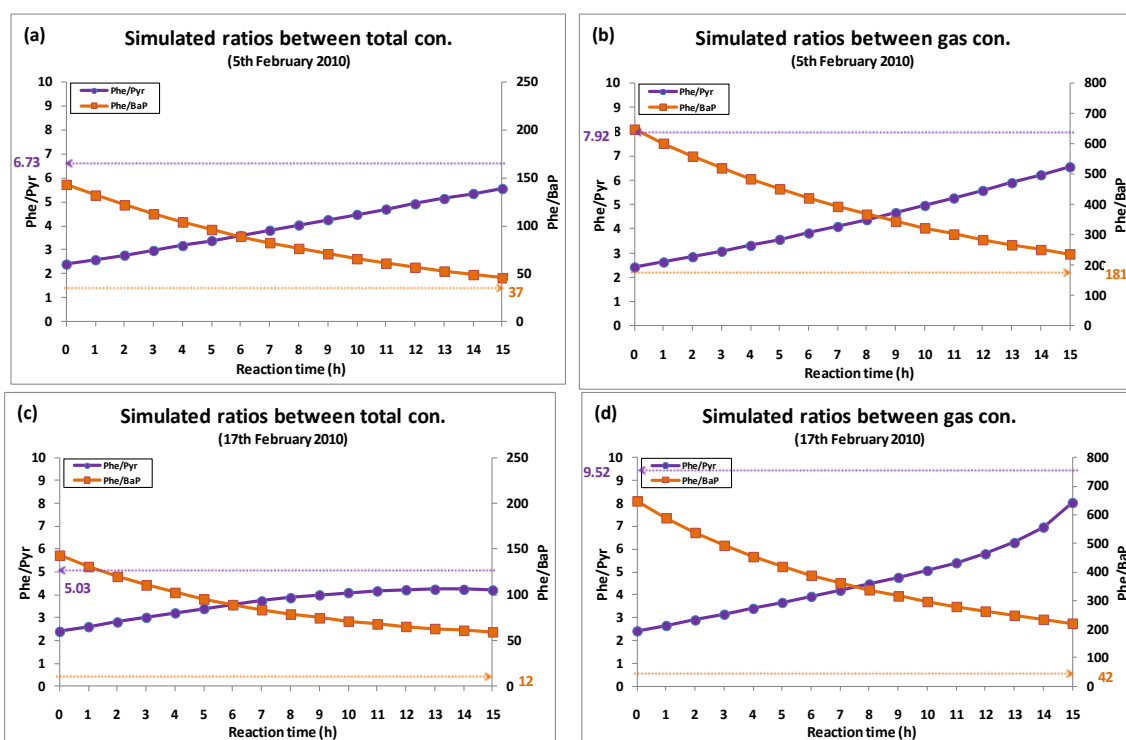 (a)
Simulated ratios between total con.
(5th February 2010)
Phe/Pyr
Phe/BaP
10
9
8
7
6
5
4
3
2
1
0
6.73
Phe/Pyr
250
200
150
100
50
0
37
Phe/BaP
0 1 2 3 4 5 6 7 8 9 10 11 12 13 14 15
Reaction time (h)
(b)
Simulated ratios between gas con.
(5th February 2010)
Phe/Pyr
Phe/BaP
10
9
8
7
6
5
4
3
2
1
0
7.92
Phe/Pyr
800
700
600
500
400
300
200
100
0
181
Phe/BaP
0 1 2 3 4 5 6 7 8 9 10 11 12 13 14 15
Reaction time (h)
(c)
Simulated ratios between total con.
(17th February 2010)
Phe/Pyr
Phe/BaP
10
9
8
7
6
5
4
3
2
1
0
5.03
Phe/Pyr
250
200
150
100
50
0
12
Phe/BaP
0 1 2 3 4 5 6 7 8 9 10 11 12 13 14 15
Reaction time (h)
(d)
Simulated ratios between gas con.
(17th February 2010)
Phe/Pyr
Phe/BaP
10
9
8
7
6
5
4
3
2
1
0
9.52
Phe/Pyr
800
700
600
500
400
300
200
100
0
42
Phe/BaP
0 1 2 3 4 5 6 7 8 9 10 11 12 13 14 15
Reaction time (h)